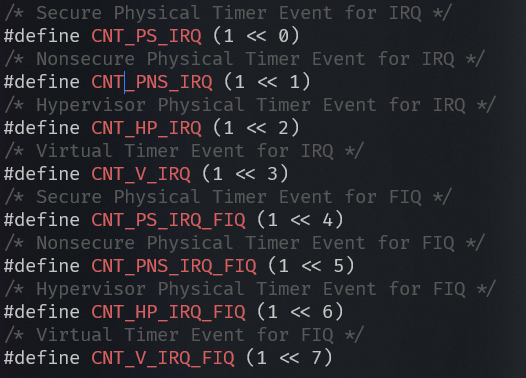 /* Secure Physical Timer Event for IRQ */
#define CNT_PS_IRQ (1 << 0)
/* Nonsecure Physical Timer Event for IRQ */
#define CNT_PNS_IRQ (1 << 1)
/* Hypervisor Physical Timer Event for IRQ */
#define CNT_HP_IRQ (1 << 2)
/* Virtual Timer Event for IRQ */
#define CNT_V_IRQ (1 << 3)
/* Secure Physical Timer Event for FIQ */
#define CNT_PS_IRQ_FIQ (1 << 4)
/* Nonsecure Physical Timer Event for FIQ */
#define CNT_PNS_IRQ_FIQ (1 << 5)
/* Hypervisor Physical Timer Event for FIQ */
#define CNT_HP_IRQ_FIQ (1 << 6)
/* Virtual Timer Event for FIQ */
#define CNT_V_IRQ_FIQ (1 << 7)